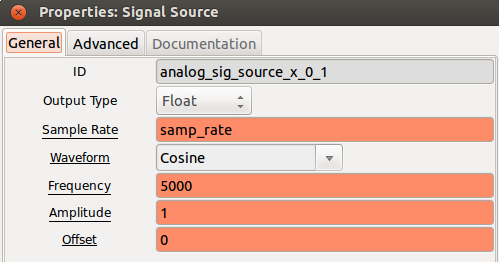 Properties: Signal Source
General Advanced Documentation
ID analog_sig_source_x_0_1
Output Type Float
Sample Rate samp_rate
Waveform Cosine
Frequency 5000
Amplitude 1
Offset 0